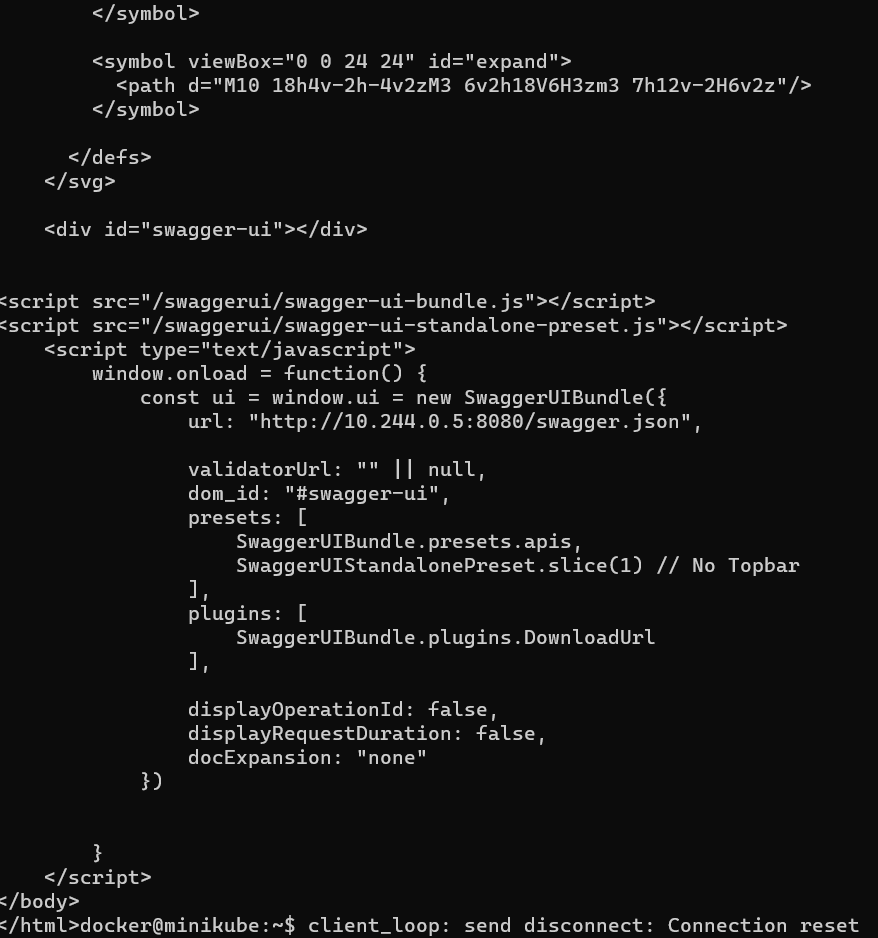 </symbol>
        <symbol viewBox="0 0 24 24" id="expand">
          <path d="M10 18h4v-2h-4v2zM3 6v2h18V6H3zm3 7h12v-2H6v2z"/>
        </symbol>
      </defs>
    </svg>
    <div id="swagger-ui"></div>
<script src="/swaggerui/swagger-ui-bundle.js"></script>
<script src="/swaggerui/swagger-ui-standalone-preset.js"></script>
    <script type="text/javascript">
        window.onload = function() {
            const ui = window.ui = new SwaggerUIBundle({
                url: "http://10.244.0.5:8080/swagger.json",
                validatorUrl: "" || null,
                dom_id: "#swagger-ui",
                presets: [
                    SwaggerUIBundle.presets.apis,
                    SwaggerUIStandalonePreset.slice(1) // No Topbar
                ],
                plugins: [
                    SwaggerUIBundle.plugins.DownloadUrl
                ],
                displayOperationId: false,
                displayRequestDuration: false,
                docExpansion: "none"
            })
        }
    </script>
</body>
</html>docker@minikube:~$ client_loop: send disconnect: Connection reset